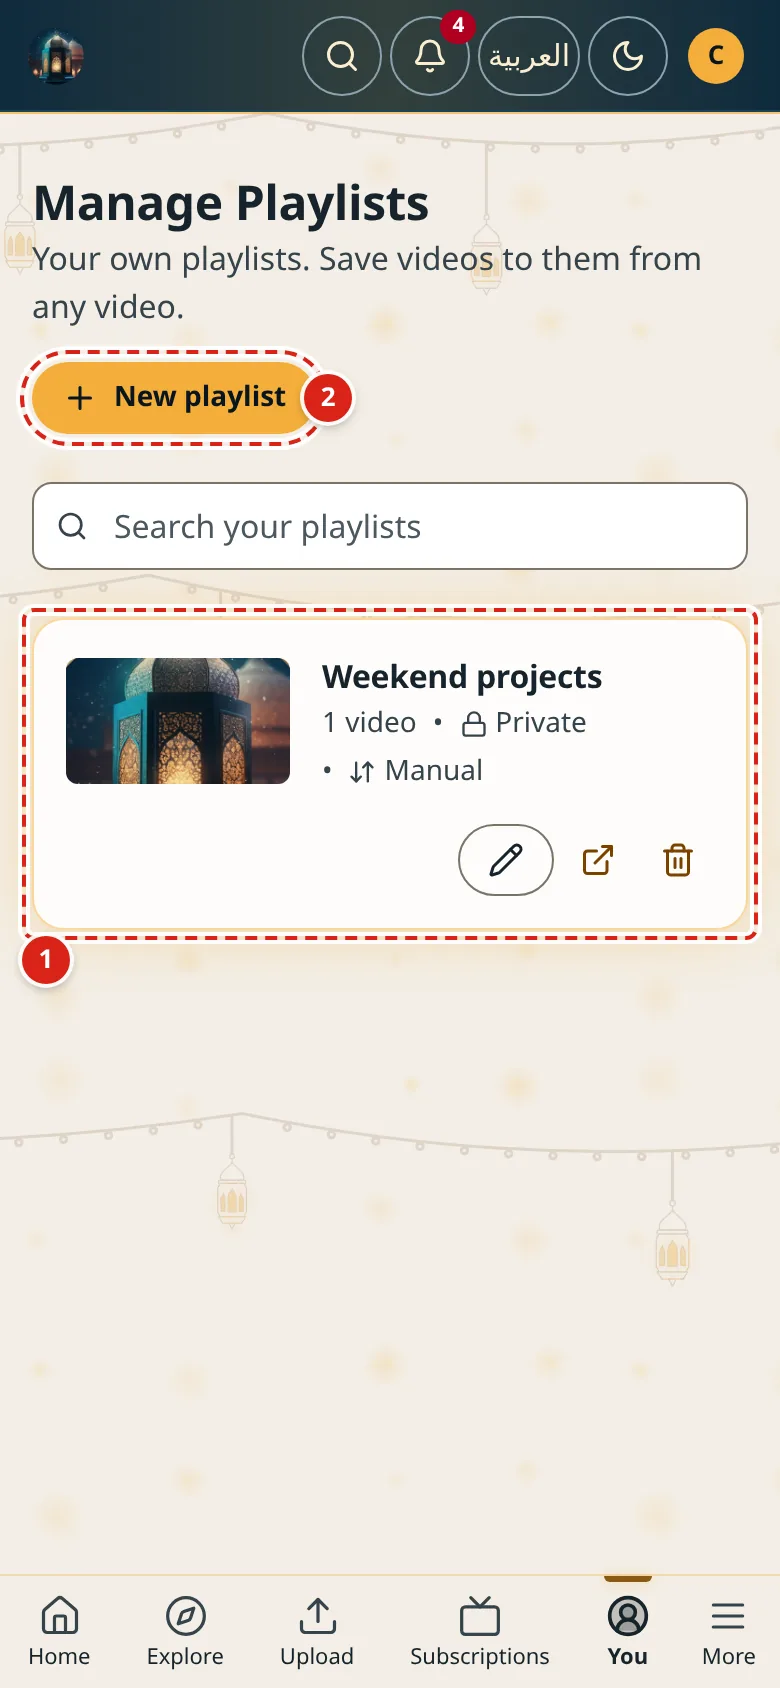 4
العربية
C
Manage Playlists
Your own playlists. Save videos to them from
any video.
New playlist
2
Search your playlists
Weekend projects
1 video • Private
• Manual
1
Home
Explore
Upload
Subscriptions
You
More